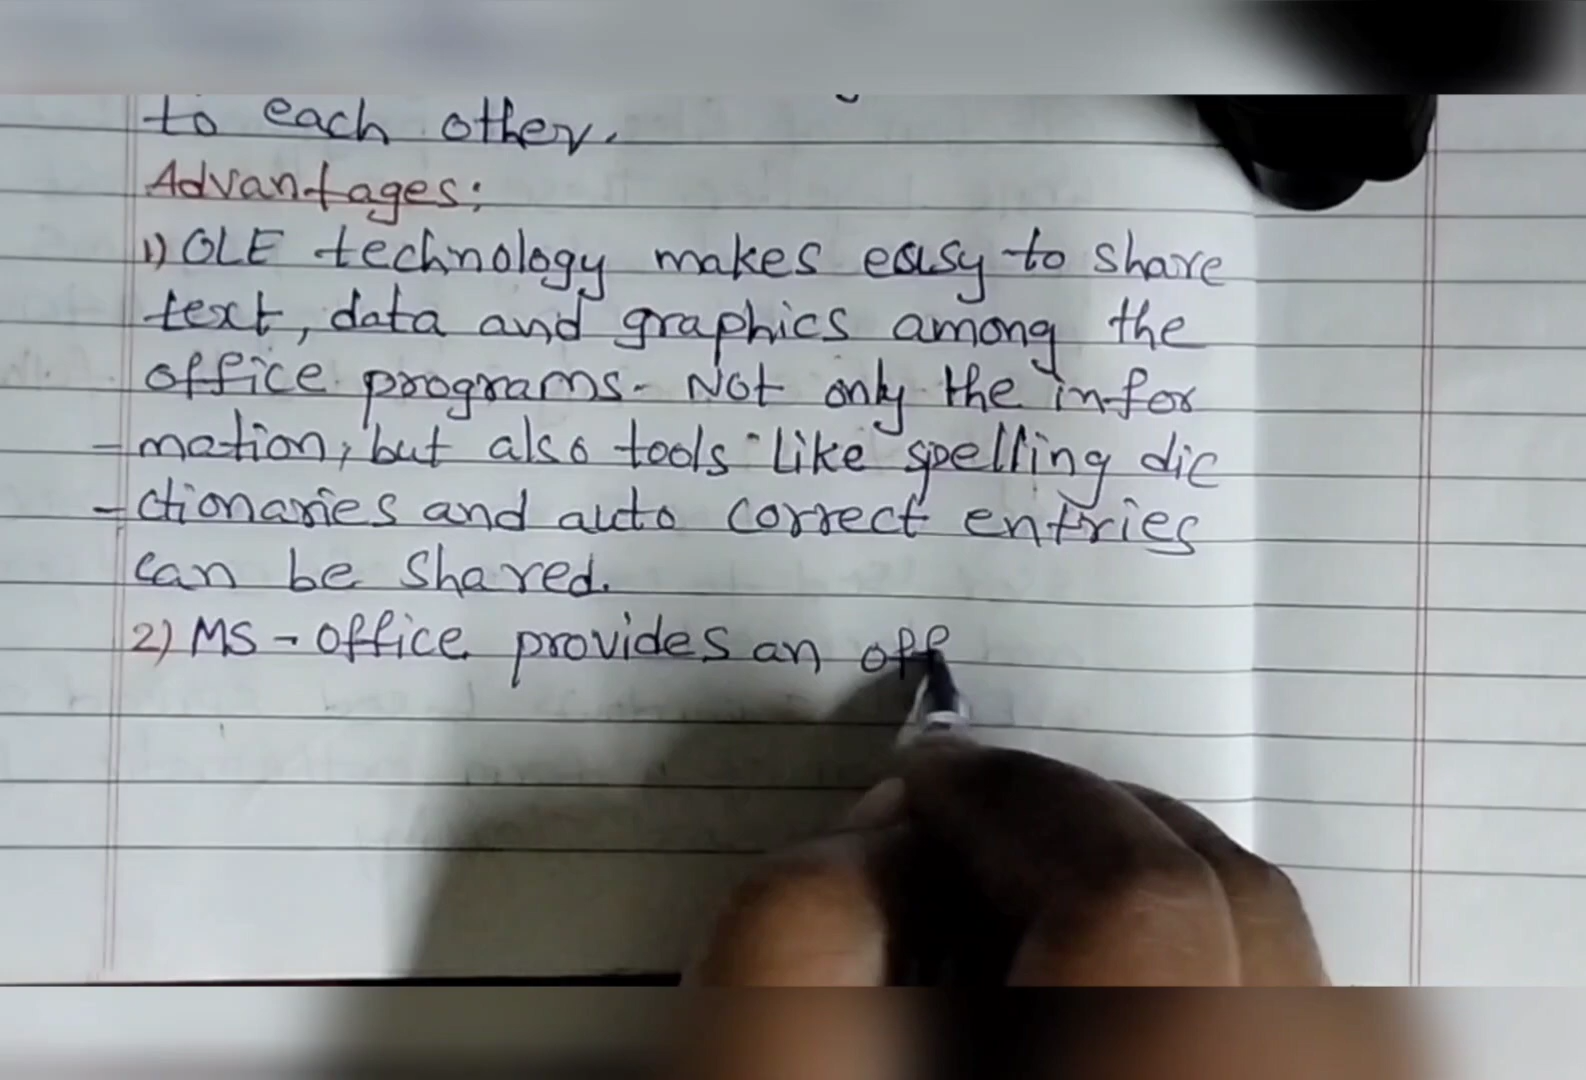 to each other.
Advantages:
1) OLE technology makes easy to share
text, data and graphics among the
office programs. Not only the infor
-mation, but also tools like spelling dic
-ctionaries and auto correct entries
can be shared.
2) MS-office provides an off